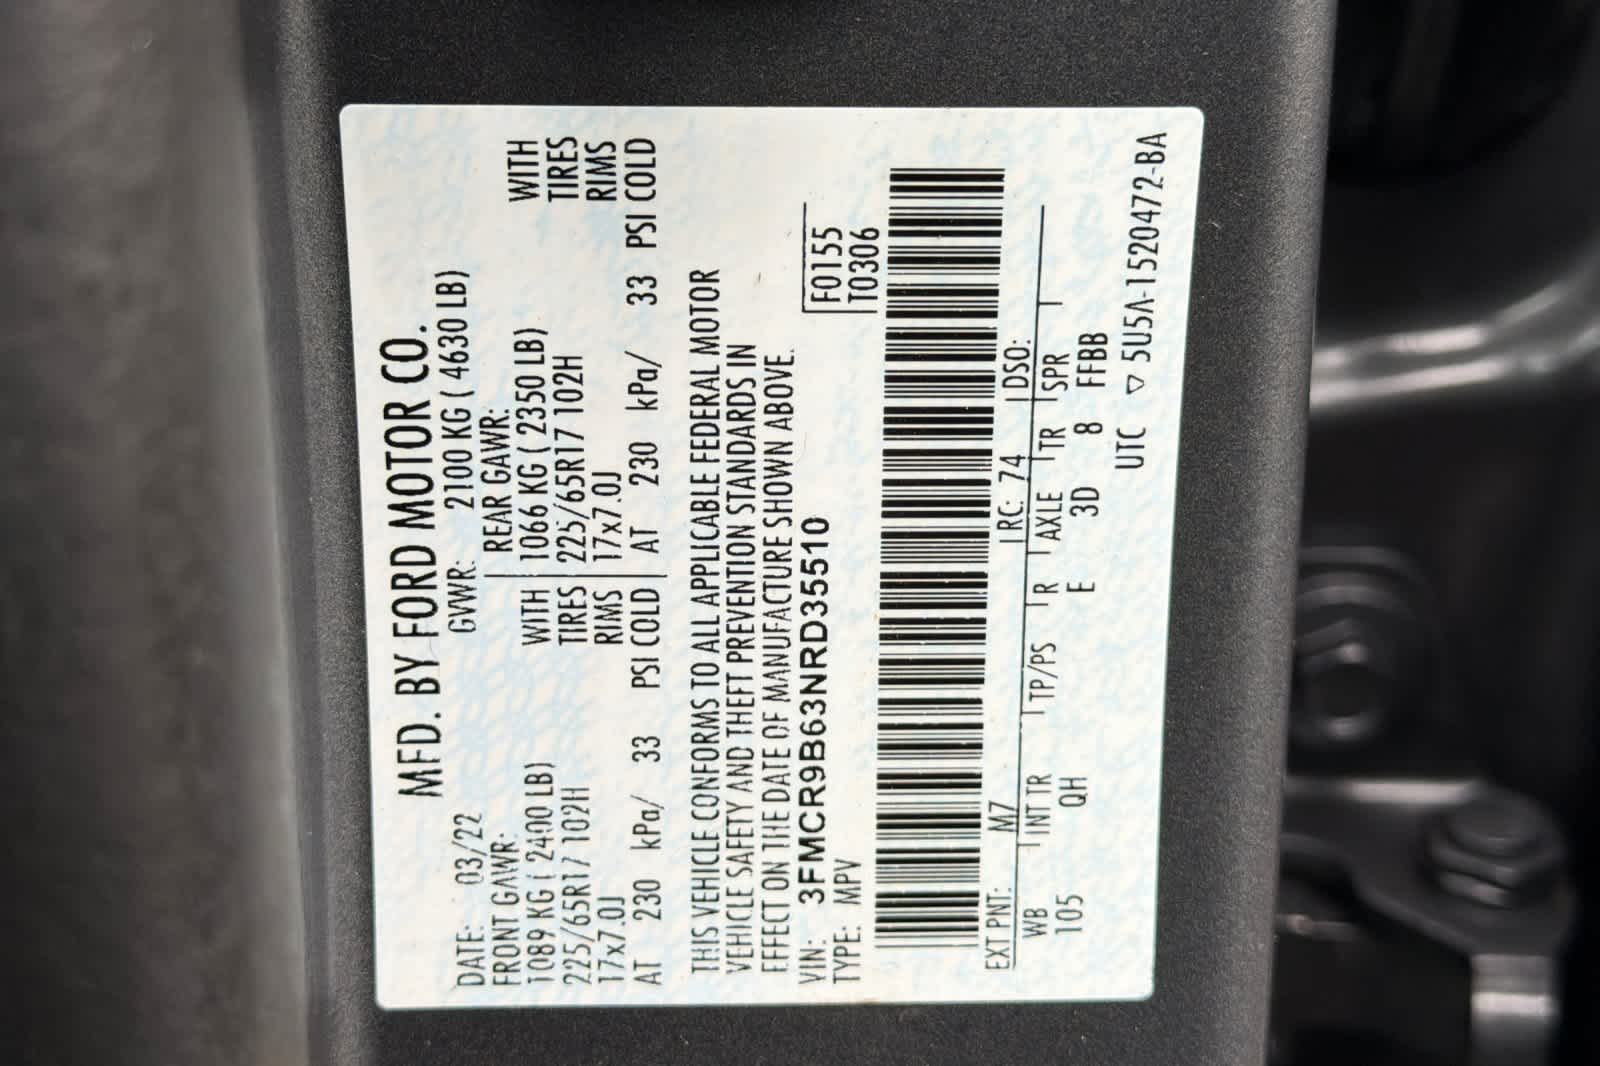 MFD. BY FORD MOTOR CO.
DATE: 03/22 GVWR: 2100 KG ( 4630 LB)
FRONT GAWR: REAR GAWR:
1089 KG ( 2400 LB) WITH 1066 KG ( 2350 LB) WITH
225/65R17 102H TIRES 225/65R17 102H TIRES
17x7.0J RIMS 17x7.0J RIMS
AT 230 kPa/ 33 PSI COLD AT 230 kPa/ 33 PSI COLD
THIS VEHICLE CONFORMS TO ALL APPLICABLE FEDERAL MOTOR
VEHICLE SAFETY AND THEFT PREVENTION STANDARDS IN
EFFECT ON THE DATE OF MANUFACTURE SHOWN ABOVE.
VIN: 3FMCR9B63NRD35510 F0155
TYPE: MPV T0306
EXT PNT: M7 RC: 74 DSO:
WB INT TR TP/PS R AXLE TR SPR
105 QH E 3D 8 FFBB
UTC ▽ 5U5A-1520472-BA